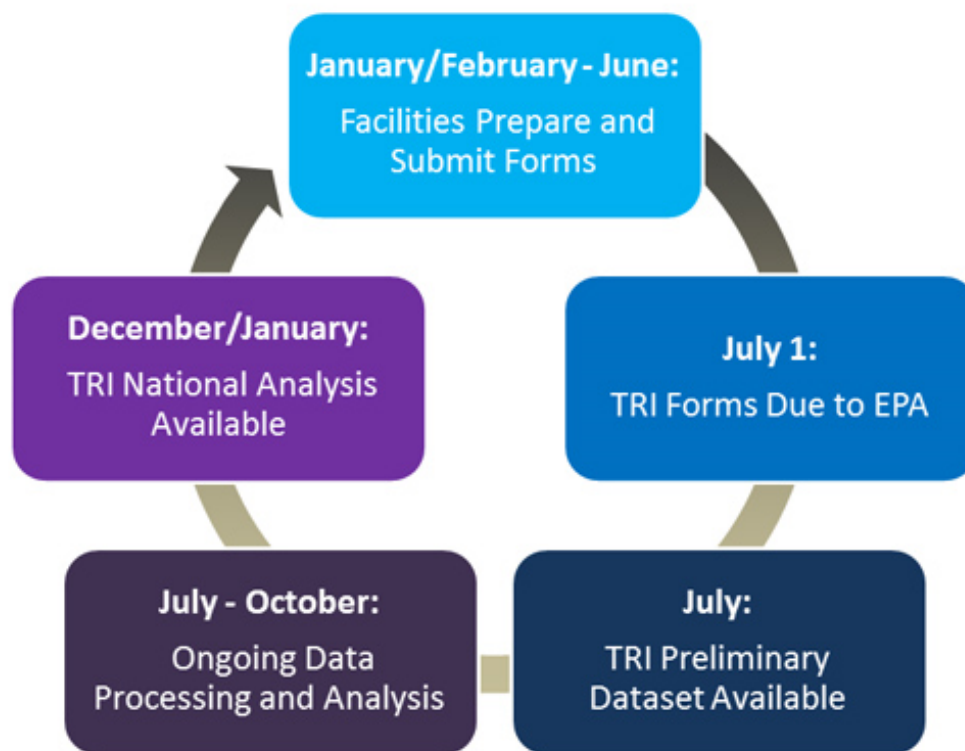 January/February - June:
Facilities Prepare and
Submit Forms
July 1:
TRI Forms Due to EPA
July:
TRI Preliminary
Dataset Available
July - October:
Ongoing Data
Processing and Analysis
December/January:
TRI National Analysis
Available